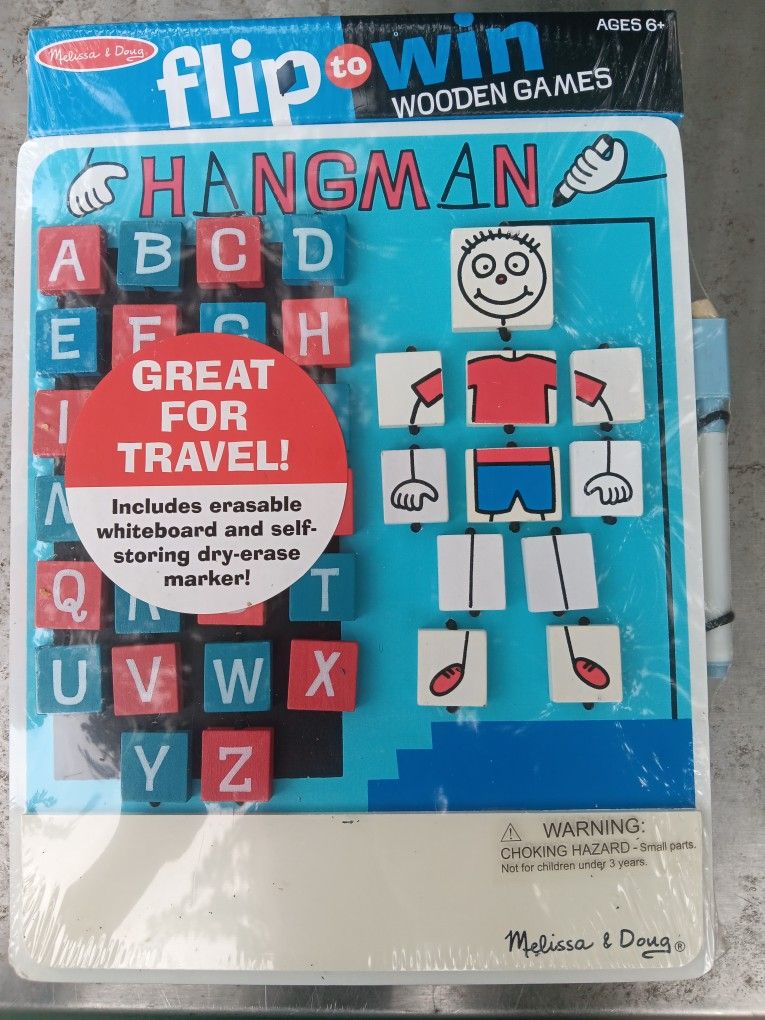 Melissa & Doug
flip to win
AGES 6+
WOODEN GAMES
HANGMAN
A B C D
E F G H
I
GREAT
FOR
TRAVEL!
Includes erasable
whiteboard and self-
storing dry-erase
marker!
Q R T
U V W X
Y Z
WARNING:
CHOKING HAZARD - Small parts.
Not for children under 3 years.
Melissa & Doug®